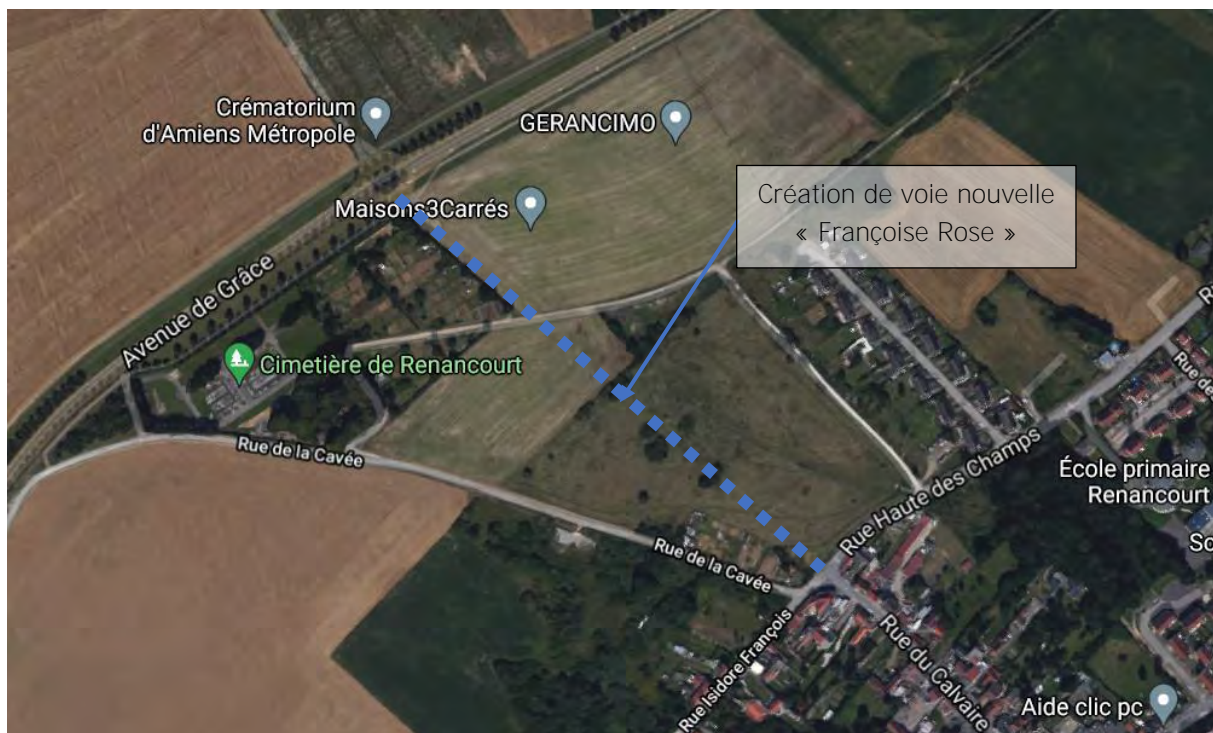 Crématorium
d'Amiens Métropole
GERANCIMO
Création de voie nouvelle
« Françoise Rose »
Maisons3Carrés
Avenue de Grâce
Cimetière de Renancourt
Rue de la Cavée
Rue Haute des Champs
École primaire
Renancourt
Rue de la Cavée
Rue Isidore François
Rue du Calvaire
Aide clic pc